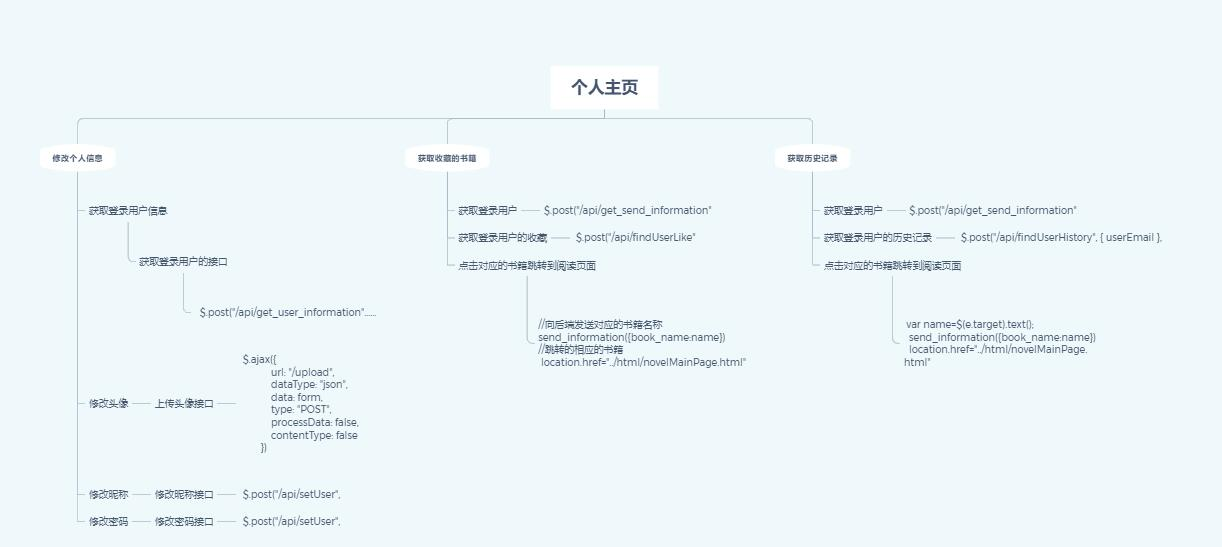 个人主页
修改个人信息
获取登录用户信息
获取登录用户的接口
$.post("/api/get_user_information"......
修改头像
上传头像接口
$.ajax({
url: "/upload",
dataType: "json",
data: form,
type: "POST",
processData: false,
contentType: false
})
修改昵称
修改昵称接口
$.post("/api/setUser",
修改密码
修改密码接口
$.post("/api/setUser",
获取收藏的书籍
获取登录用户
$.post("/api/get_send_information"
获取登录用户的收藏
$.post("/api/findUserLike"
点击对应的书籍跳转到阅读页面
//向后端发送对应的书籍名称
send_information({book_name:name})
//跳转的相应的书籍
location.href="../html/novelMainPage.html"
获取历史记录
获取登录用户
$.post("/api/get_send_information"
获取登录用户的历史记录
$.post("/api/findUserHistory", { userEmail },
点击对应的书籍跳转到阅读页面
var name=$(e.target).text();
send_information({book_name:name})
location.href="../html/novelMainPage.
html"